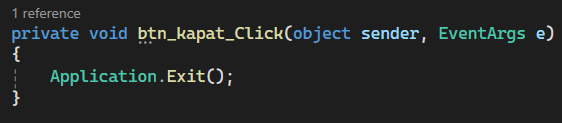 1 reference
private void btn_kapat_Click(object sender, EventArgs e)
{
    Application.Exit();
}